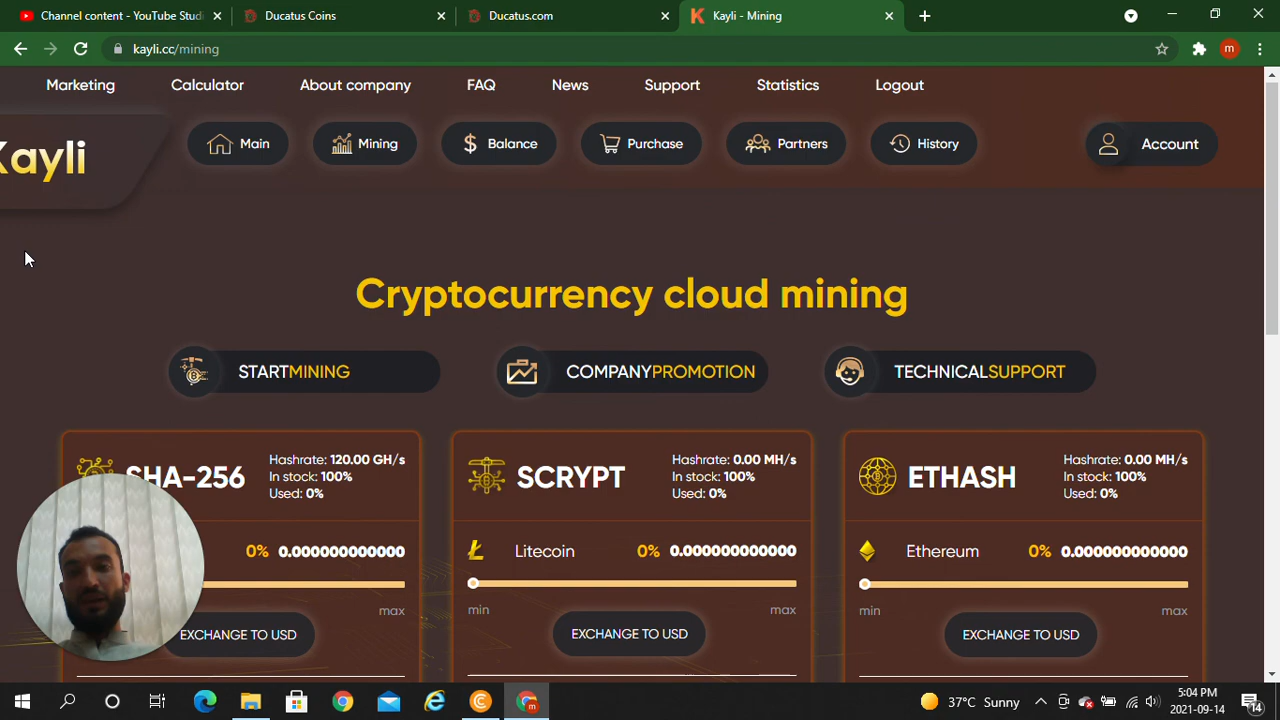 Channel content - YouTube Stud
Ducatus Coins
Ducatus.com
Kayli - Mining
kayli.cc/mining
m
Marketing
Calculator
About company
FAQ
News
Support
Statistics
Logout
Kayli
Main
Mining
Balance
Purchase
Partners
History
Account
Cryptocurrency cloud mining
STARTMINING
COMPANYPROMOTION
TECHNICALSUPPORT
SHA-256
Hashrate: 120.00 GH/s
In stock: 100%
Used: 0%
0% 0.000000000000
max
EXCHANGE TO USD
SCRYPT
Hashrate: 0.00 MH/s
In stock: 100%
Used: 0%
Litecoin 0% 0.000000000000
min max
EXCHANGE TO USD
ETHASH
Hashrate: 0.00 MH/s
In stock: 100%
Used: 0%
Ethereum 0% 0.000000000000
min max
EXCHANGE TO USD
37°C Sunny
5:04 PM
2021-09-14
14